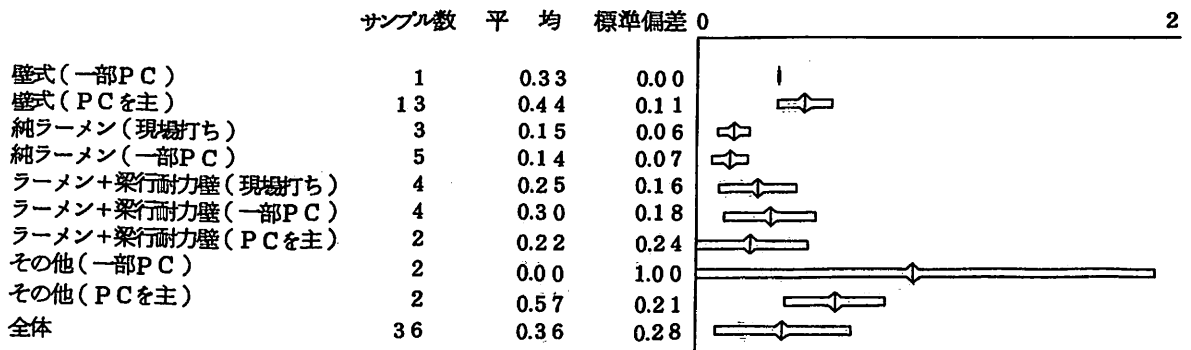 サンプル数 平 均 標準偏差 0 2
壁式(一部PC) 1 0.33 0.00
壁式(PCを主) 13 0.44 0.11
純ラーメン(現場打ち) 3 0.15 0.06
純ラーメン(一部PC) 5 0.14 0.07
ラーメン+梁行耐力壁(現場打ち) 4 0.25 0.16
ラーメン+梁行耐力壁(一部PC) 4 0.30 0.18
ラーメン+梁行耐力壁(PCを主) 2 0.22 0.24
その他(一部PC) 2 0.00 1.00
その他(PCを主) 2 0.57 0.21
全体 36 0.36 0.28